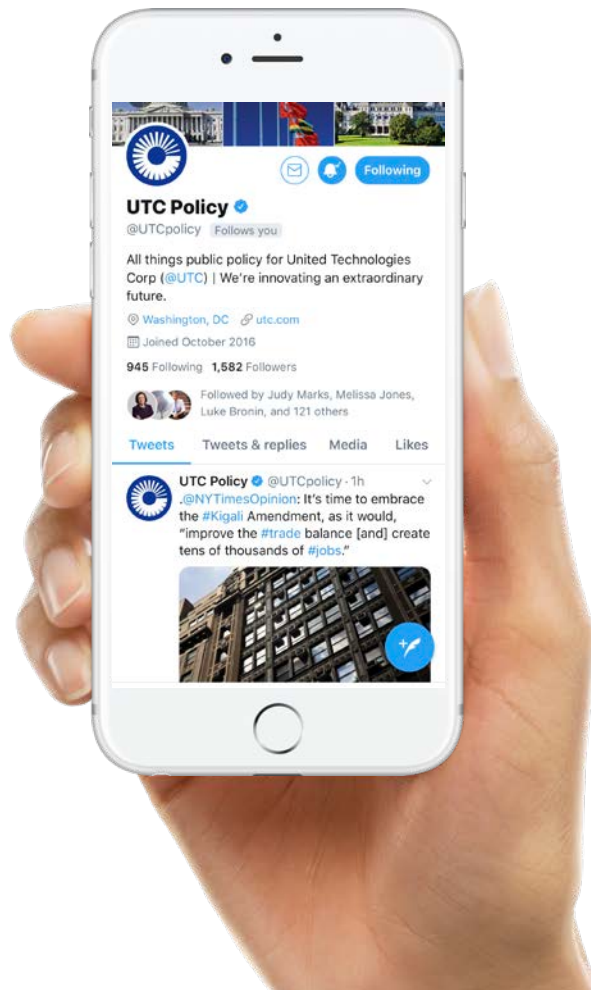 Following
UTC Policy
@UTCpolicy Follows you
All things public policy for United Technologies
Corp (@UTC) | We're innovating an extraordinary
future.
Washington, DC utc.com
Joined October 2016
945 Following 1,582 Followers
Followed by Judy Marks, Melissa Jones,
Luke Bronin, and 121 others
Tweets Tweets & replies Media Likes
UTC Policy @UTCpolicy · 1h
.@NYTimesOpinion: It's time to embrace
the #Kigali Amendment, as it would,
"improve the #trade balance [and] create
tens of thousands of #jobs."